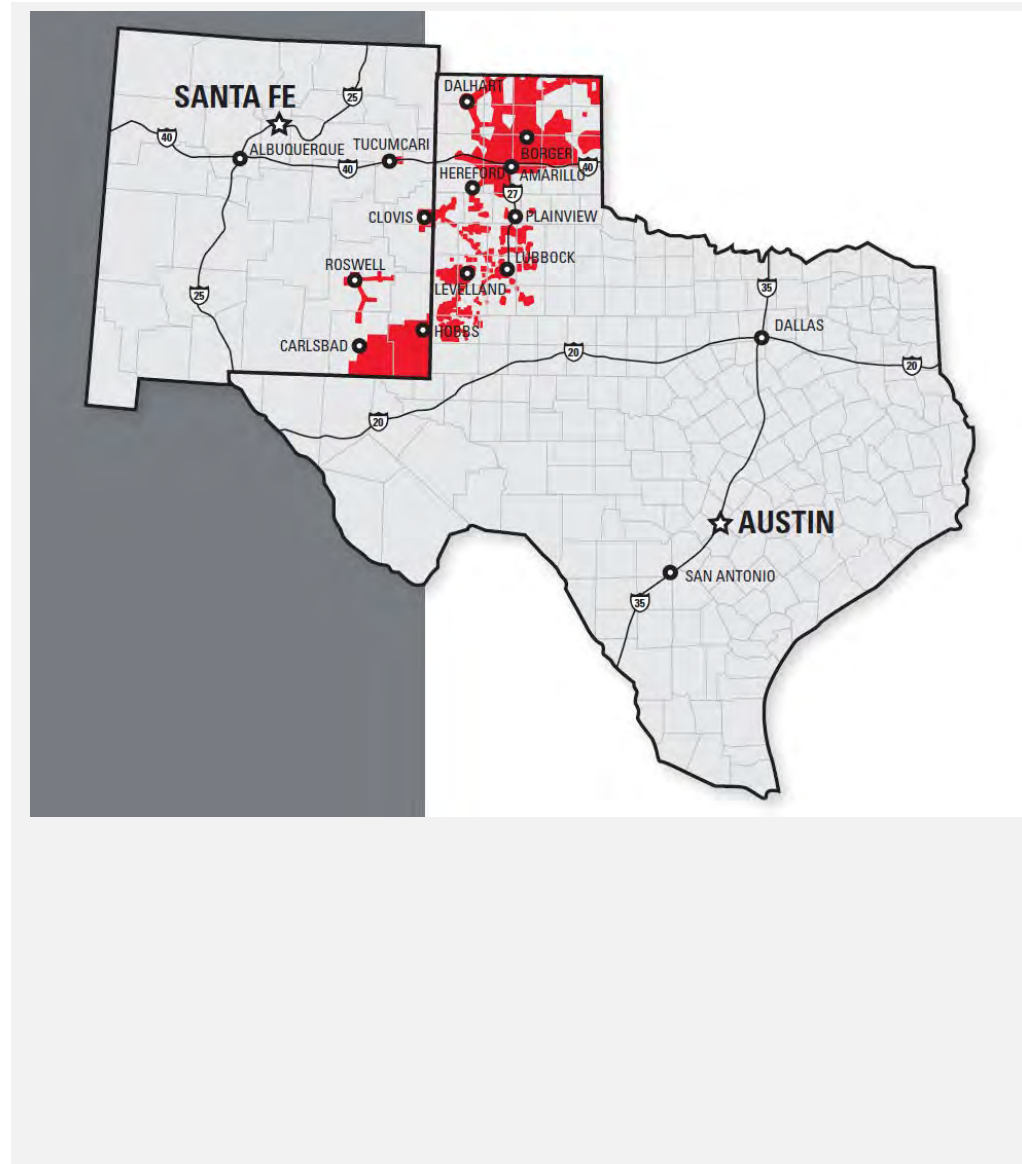 DALHART
SANTA FE
25
40
ALBUQUERQUE
TUCUMCARI
BORGER
40
HEREFORD
AMARILLO
40
27
CLOVIS
PLAINVIEW
ROSWELL
LUBBOCK
LEVELLAND
25
35
HOBBS
DALLAS
CARLSBAD
20
20
20
AUSTIN
SAN ANTONIO
35